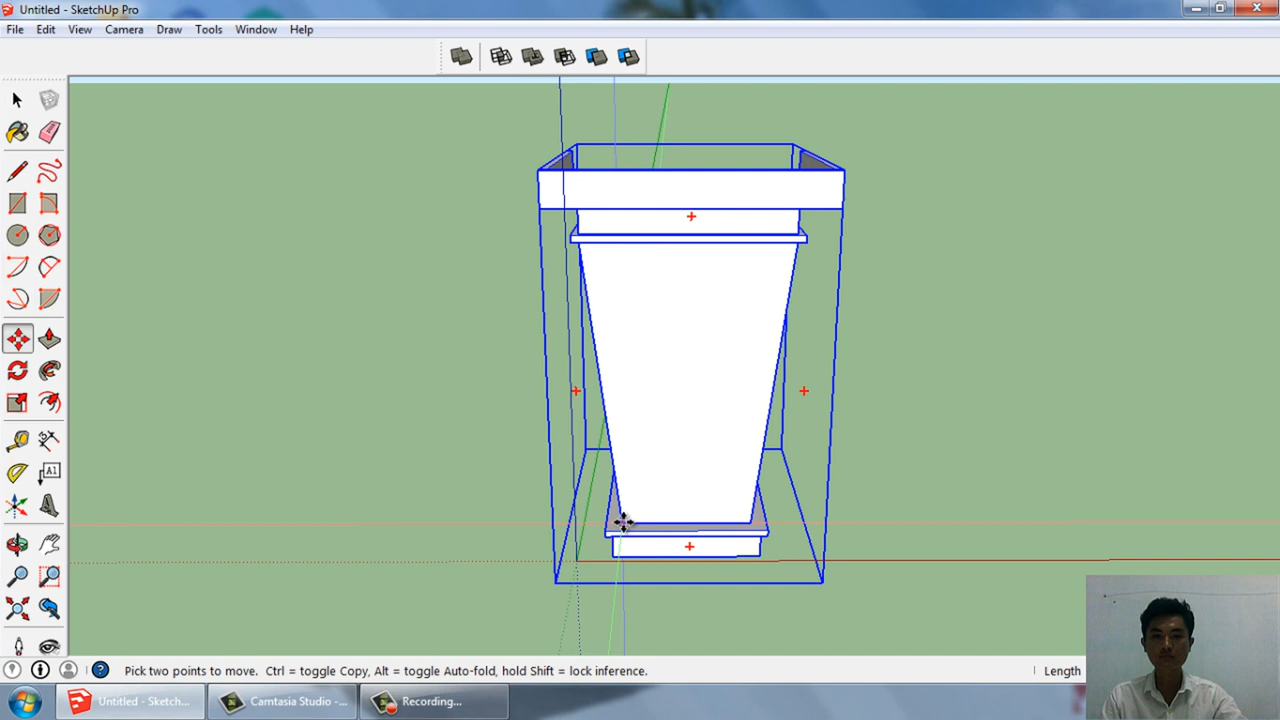 Untitled - SketchUp Pro
File Edit View Camera Draw Tools Window Help
A1
Pick two points to move. Ctrl = toggle Copy, Alt = toggle Auto-fold, hold Shift = lock inference.
Length
Untitled - Sketch...
Camtasia Studio -...
Recording...